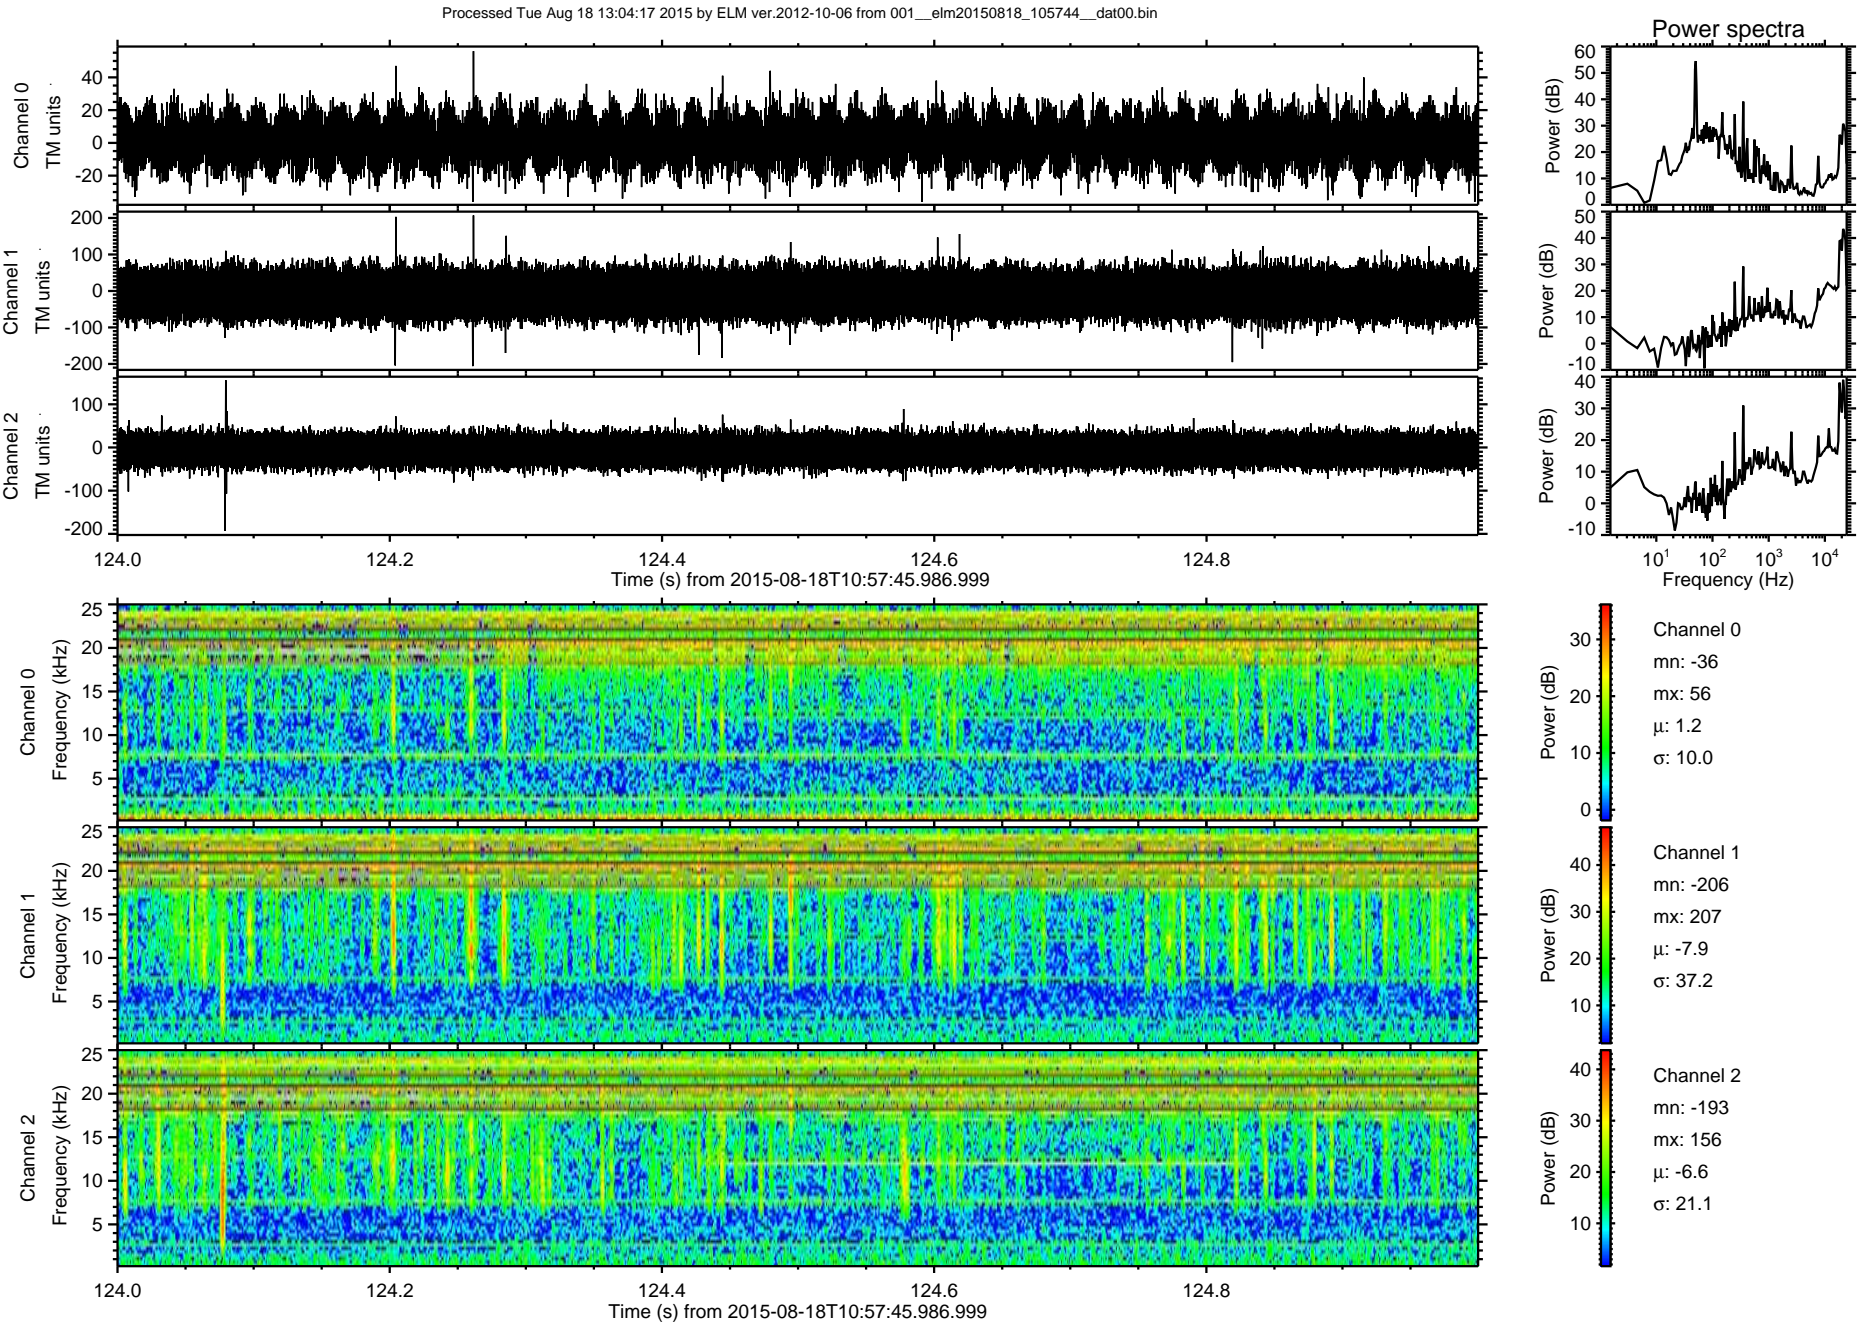 Processed Tue Aug 18 13:04:17 2015 by ELM ver.2012-10-06 from 001__elm20150818_105744__dat00.bin
Power spectra
Channel 0
TM units
40
20
0
-20
Power (dB)
60
50
40
30
20
10
0
Channel 1
TM units
200
100
0
-100
-200
Power (dB)
50
40
30
20
10
0
-10
Channel 2
TM units
100
0
-100
-200
Power (dB)
40
30
20
10
0
-10
124.0 124.2 124.4 124.6 124.8
Time (s) from 2015-08-18T10:57:45.986.999
10¹ 10² 10³ 10⁴
Frequency (Hz)
Channel 0
Frequency (kHz)
25
20
15
10
5
Power (dB)
30
20
10
0
Channel 0
mn: -36
mx: 56
μ: 1.2
σ: 10.0
Channel 1
Frequency (kHz)
25
20
15
10
5
Power (dB)
40
30
20
10
Channel 1
mn: -206
mx: 207
μ: -7.9
σ: 37.2
Channel 2
Frequency (kHz)
25
20
15
10
5
Power (dB)
40
30
20
10
Channel 2
mn: -193
mx: 156
μ: -6.6
σ: 21.1
124.0 124.2 124.4 124.6 124.8
Time (s) from 2015-08-18T10:57:45.986.999